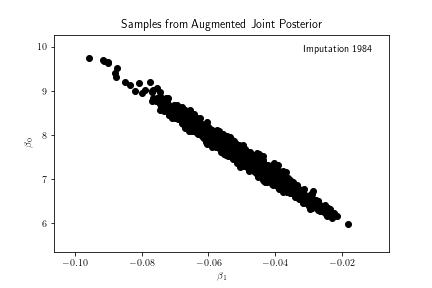 Samples from Augmented Joint Posterior
Imputation 1984
10
9
8
7
6
β0
−0.10
−0.08
−0.06
−0.04
−0.02
β1